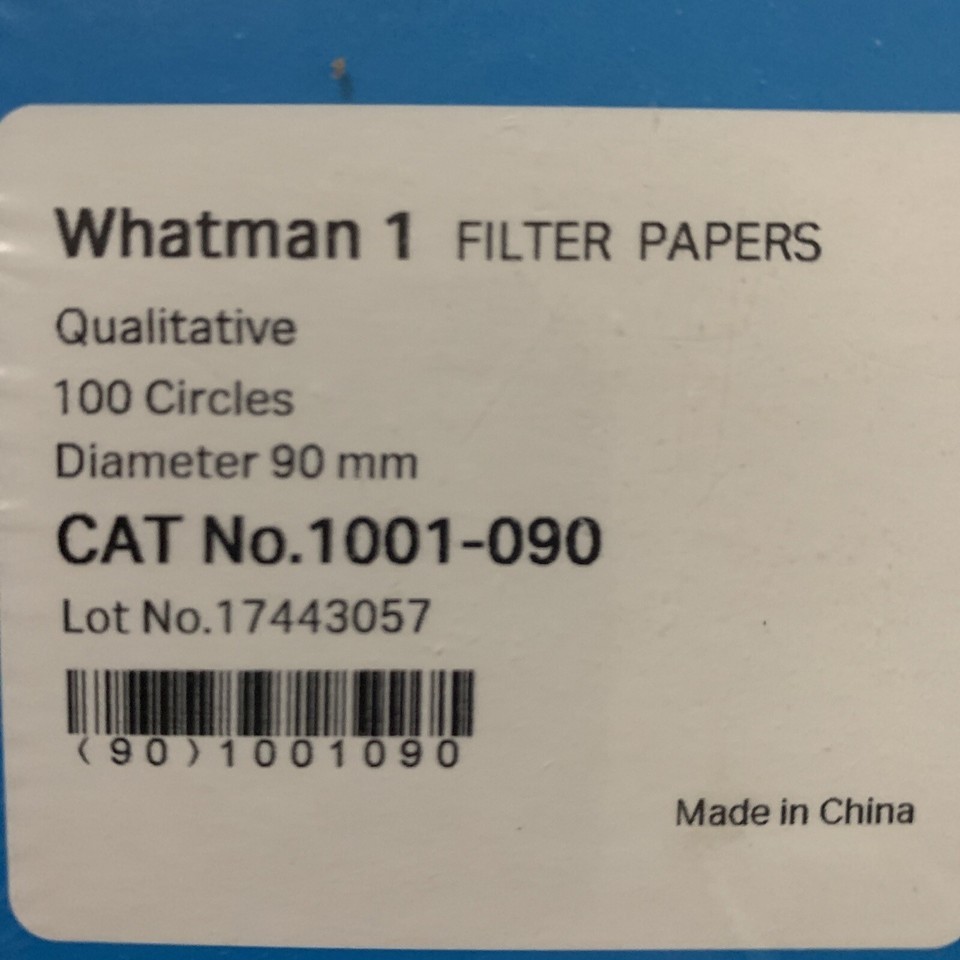 Whatman 1 FILTER PAPERS
Qualitative
100 Circles
Diameter 90 mm
CAT No.1001-090
Lot No.17443057
(90)1001090
Made in China